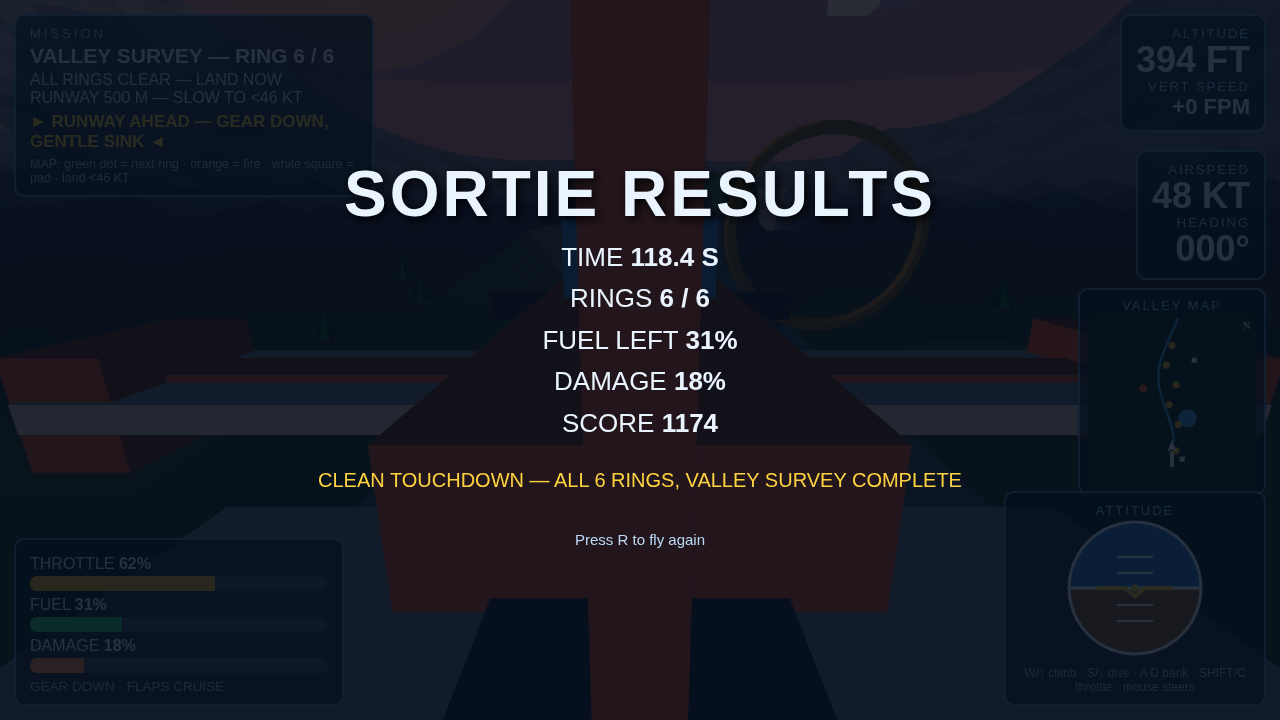 MISSION
VALLEY SURVEY — RING 6 / 6
ALL RINGS CLEAR — LAND NOW
RUNWAY 500 M — SLOW TO <46 KT
► RUNWAY AHEAD — GEAR DOWN,
GENTLE SINK ◄
MAP: green dot = next ring · orange = fire · white square =
pad · land <46 KT
ALTITUDE
394 FT
VERT SPEED
+0 FPM
AIRSPEED
48 KT
HEADING
000°
VALLEY MAP
N
SORTIE RESULTS
TIME 118.4 S
RINGS 6 / 6
FUEL LEFT 31%
DAMAGE 18%
SCORE 1174
CLEAN TOUCHDOWN — ALL 6 RINGS, VALLEY SURVEY COMPLETE
Press R to fly again
THROTTLE 62%
FUEL 31%
DAMAGE 18%
GEAR DOWN · FLAPS CRUISE
ATTITUDE
W/↑ climb · S/↓ dive · A D bank · SHIFT/C
throttle · mouse steers